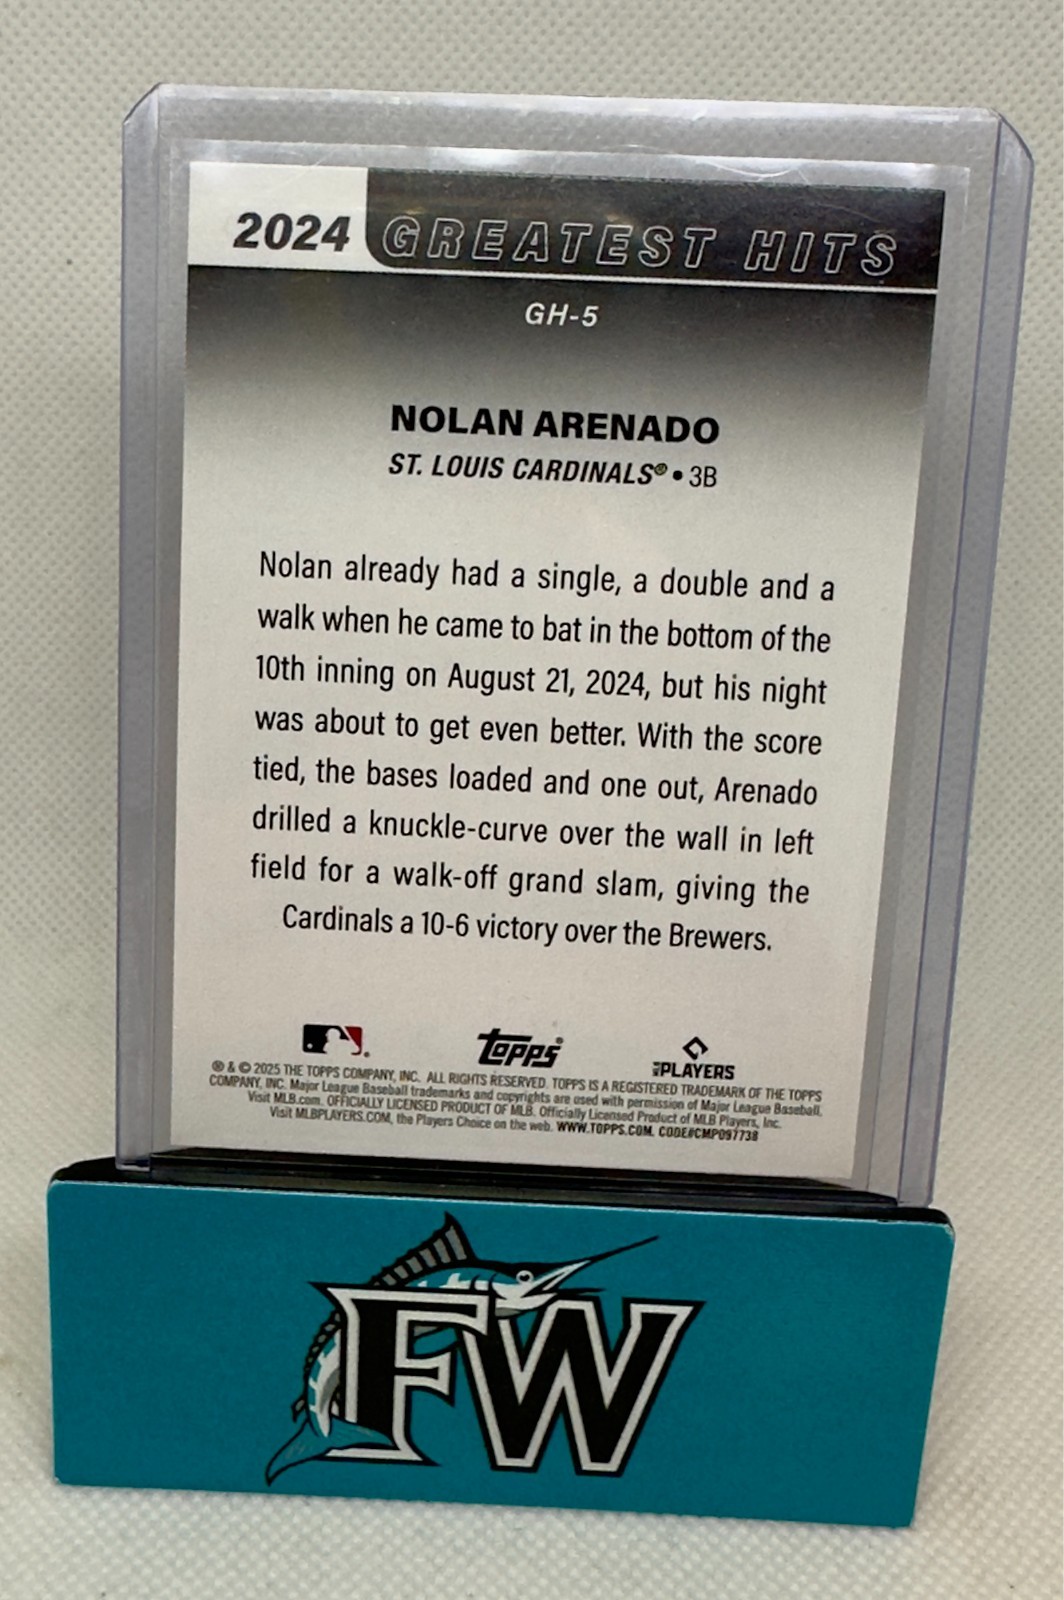 2024 GREATEST HITS
GH-5
NOLAN ARENADO
ST. LOUIS CARDINALS® • 3B
Nolan already had a single, a double and a
walk when he came to bat in the bottom of the
10th inning on August 21, 2024, but his night
was about to get even better. With the score
tied, the bases loaded and one out, Arenado
drilled a knuckle-curve over the wall in left
field for a walk-off grand slam, giving the
Cardinals a 10-6 victory over the Brewers.
topps® PLAYERS
® & © 2025 THE TOPPS COMPANY, INC. ALL RIGHTS RESERVED. TOPPS IS A REGISTERED TRADEMARK OF THE TOPPS
COMPANY, INC. Major League Baseball trademarks and copyrights are used with permission of Major League Baseball.
Visit MLB.com. OFFICIALLY LICENSED PRODUCT OF MLB. Officially Licensed Product of MLB Players, Inc.
Visit MLBPLAYERS.COM, the Players Choice on the web. WWW.TOPPS.COM. CODE#CMP097738
FW